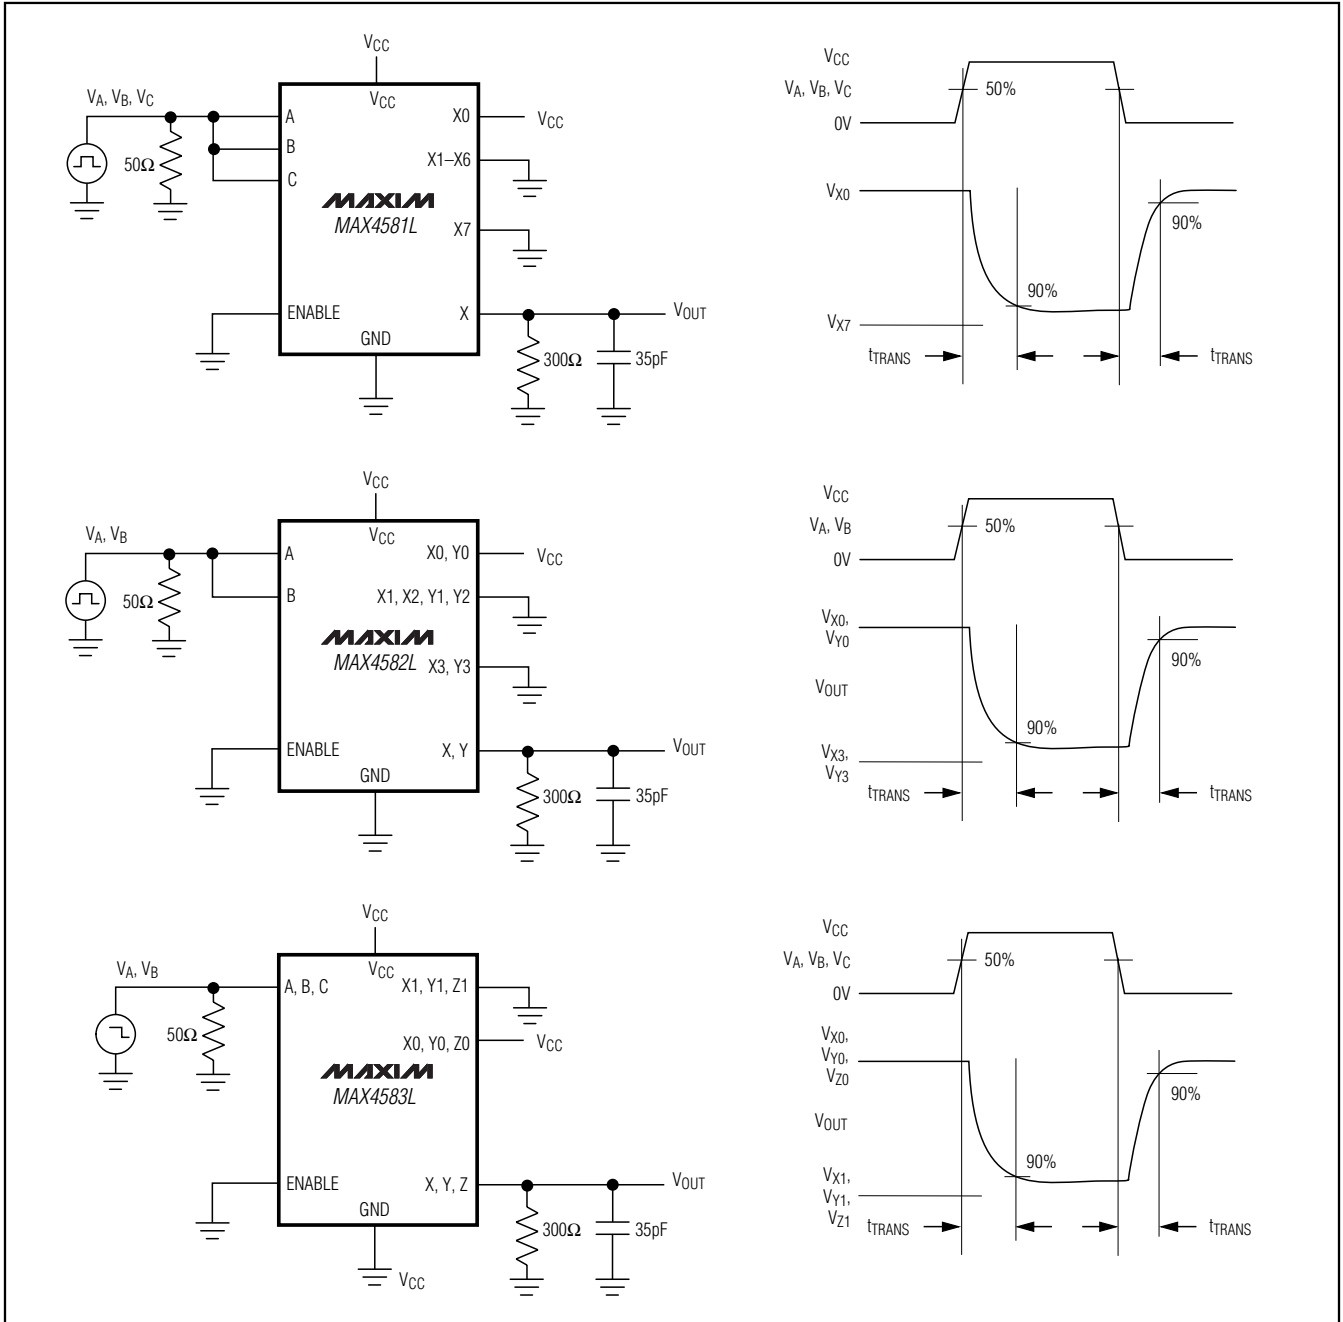 VCC
VA, VB, VC
VCC
A
X0
VCC
B
50Ω
X1–X6
C
MAXIM
MAX4581L
X7
ENABLE
X
VOUT
GND
300Ω
35pF
VCC
VA, VB, VC
50%
0V
VX0
90%
90%
VX7
tTRANS
tTRANS
VCC
VA, VB
VCC
A
X0, Y0
VCC
50Ω
B
X1, X2, Y1, Y2
MAXIM
MAX4582L
X3, Y3
ENABLE
X, Y
VOUT
GND
300Ω
35pF
VCC
VA, VB
50%
0V
VX0,
VY0
90%
VOUT
90%
VX3,
VY3
tTRANS
tTRANS
VCC
VA, VB
VCC
A, B, C
X1, Y1, Z1
50Ω
X0, Y0, Z0
VCC
MAXIM
MAX4583L
ENABLE
X, Y, Z
VOUT
GND
300Ω
35pF
VCC
VCC
VA, VB, VC
50%
0V
VX0,
VY0,
VZ0
90%
VOUT
90%
VX1,
VY1,
VZ1
tTRANS
tTRANS